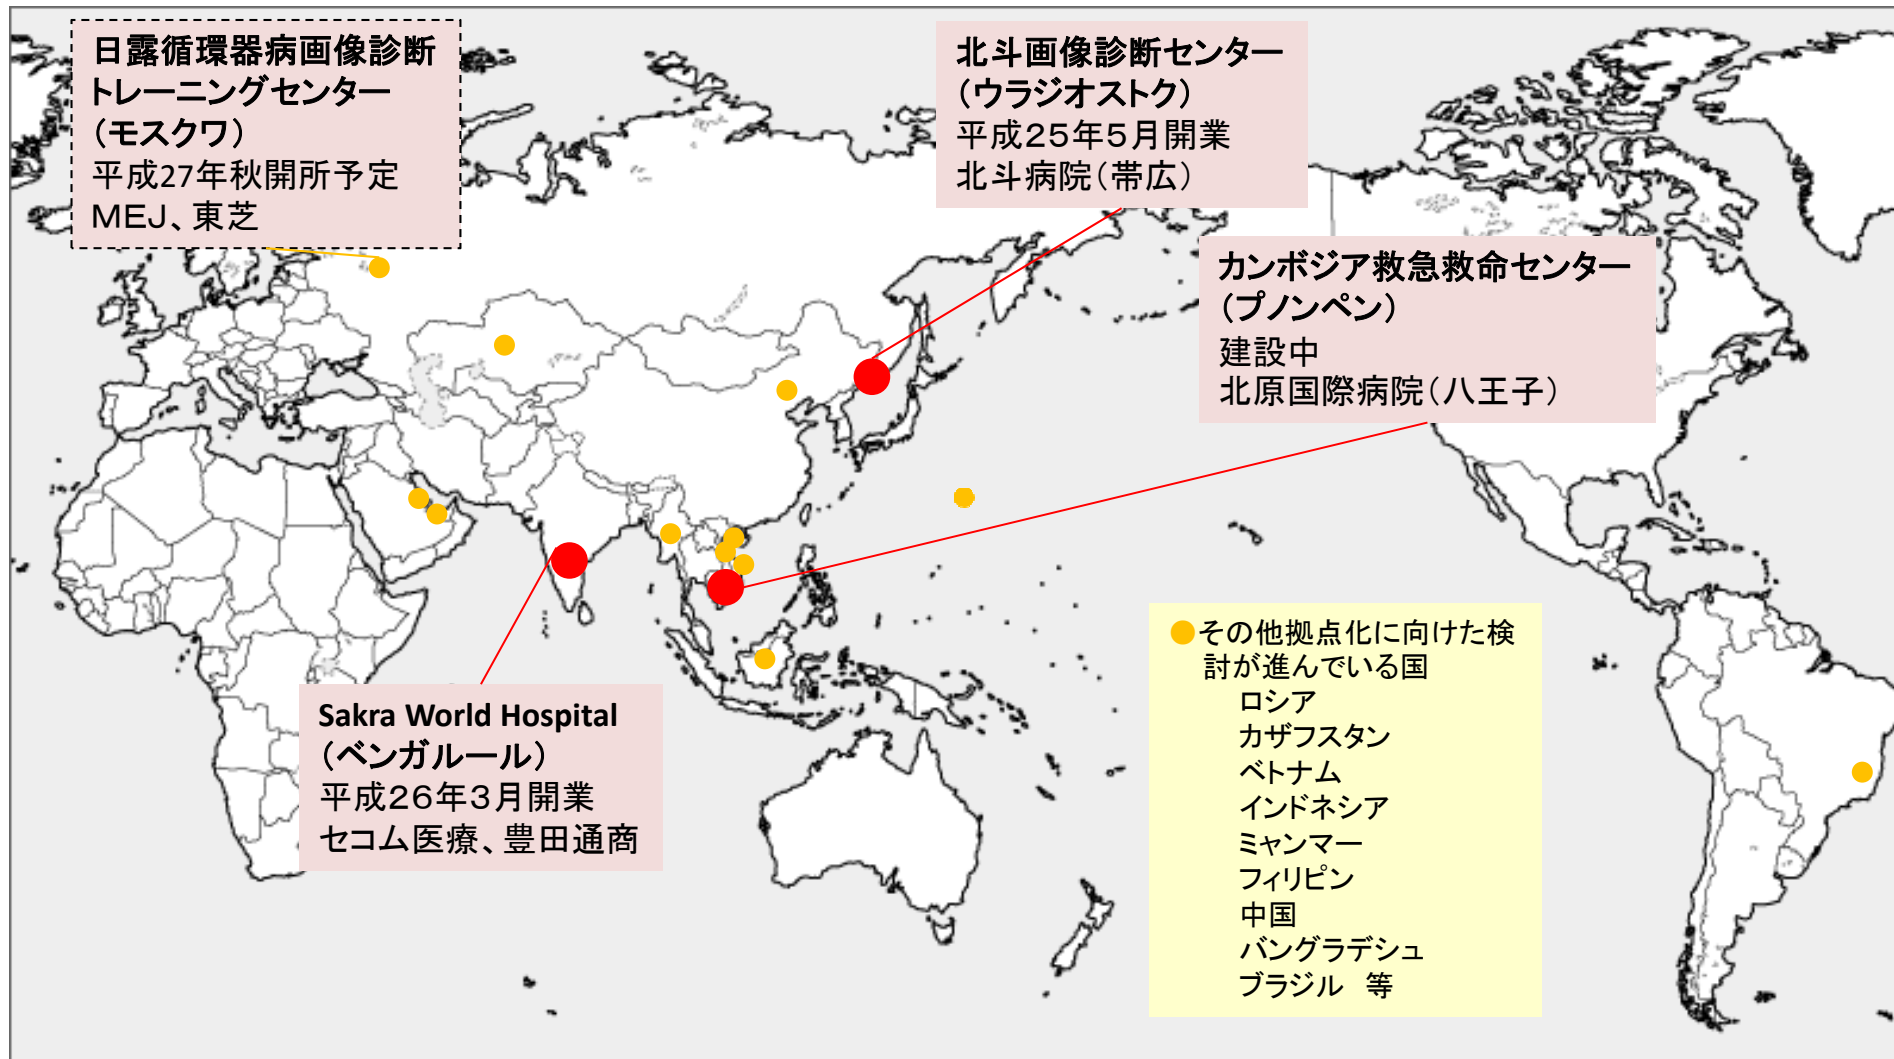 日露循環器病画像診断
トレーニングセンター
（モスクワ）
平成27年秋開所予定
ＭＥＪ、東芝
北斗画像診断センター
（ウラジオストク）
平成２５年５月開業
北斗病院（帯広）
カンボジア救急救命センター
（プノンペン）
建設中
北原国際病院（八王子）
Sakra World Hospital
（ベンガルール）
平成２６年３月開業
セコム医療、豊田通商
その他拠点化に向けた検
討が進んでいる国
ロシア
カザフスタン
ベトナム
インドネシア
ミャンマー
フィリピン
中国
バングラデシュ
ブラジル　等